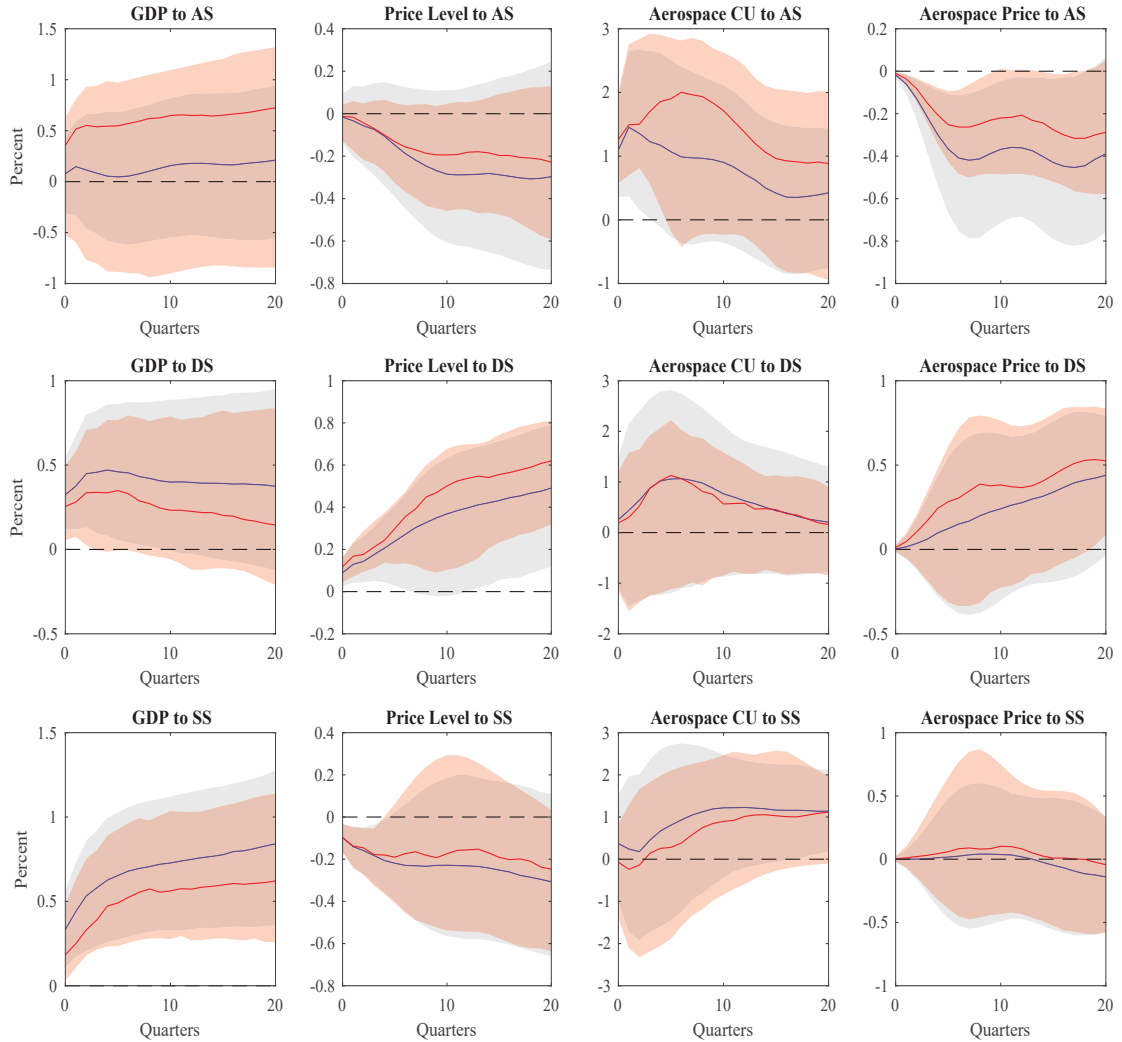 GDP to AS Price Level to AS Aerospace CU to AS Aerospace Price to AS
1.5 0.4 3 0.2
1 0.2 2 0
0.5 0 1 -0.2
0 -0.2 0 -0.4
-0.5 -0.4 -1 -0.6
-1 -0.6 -0.8
-0.8 -1
Percent
0 10 20 0 10 20 0 10 20 0 10 20
Quarters Quarters Quarters Quarters
GDP to DS Price Level to DS Aerospace CU to DS Aerospace Price to DS
1 1 3 1
0.5 0.8 2 0.5
0 0.6 1 0
-0.5 0.4 0 -0.5
0.2 -1
0 -2
-0.2
Percent
0 10 20 0 10 20 0 10 20 0 10 20
Quarters Quarters Quarters Quarters
GDP to SS Price Level to SS Aerospace CU to SS Aerospace Price to SS
1.5 0.4 3 1
1 0.2 2 0.5
0.5 0 1 0
0 -0.2 0 -0.5
-0.4 -1 -1
-0.6 -2
-0.8 -3
Percent
0 10 20 0 10 20 0 10 20 0 10 20
Quarters Quarters Quarters Quarters